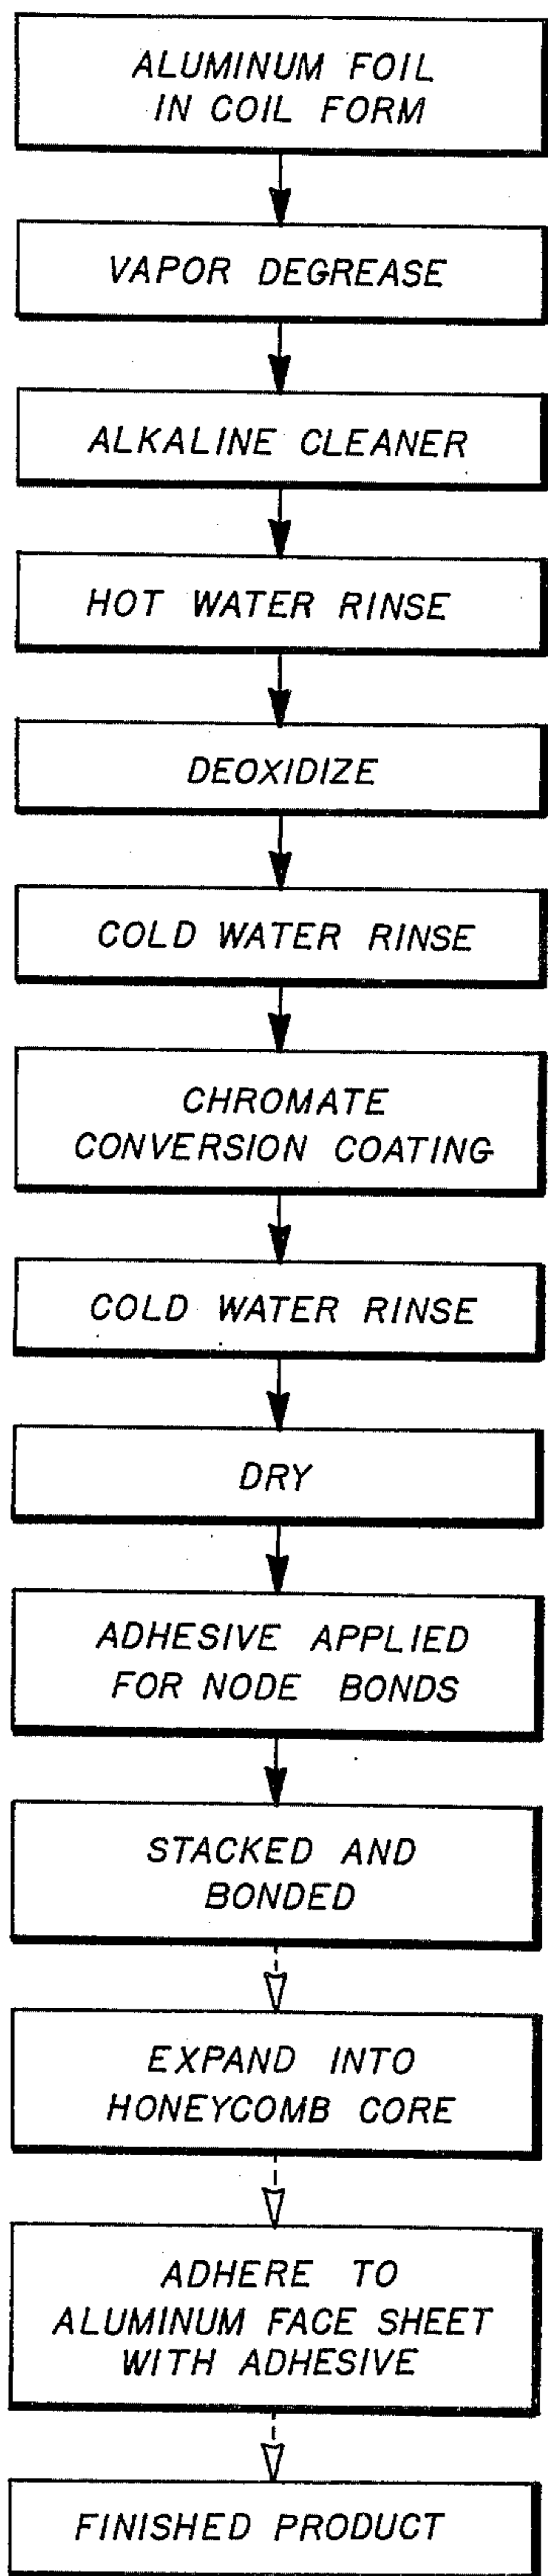 ALUMINUM FOIL
IN COIL FORM
VAPOR DEGREASE
ALKALINE CLEANER
HOT WATER RINSE
DEOXIDIZE
COLD WATER RINSE
CHROMATE
CONVERSION COATING
COLD WATER RINSE
DRY
ADHESIVE APPLIED
FOR NODE BONDS
STACKED AND
BONDED
EXPAND INTO
HONEYCOMB CORE
ADHERE TO
ALUMINUM FACE SHEET
WITH ADHESIVE
FINISHED PRODUCT